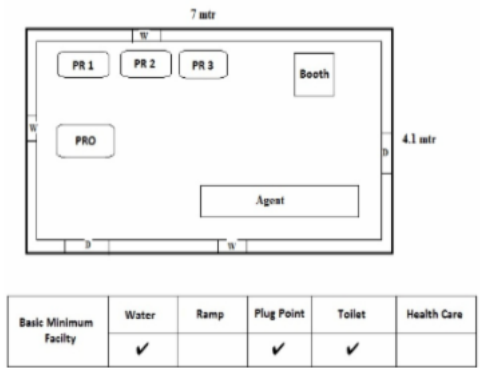 7 mtr
W
PR 1 PR 2 PR 3
Booth
W
PRO
D
4.1 mtr
Agent
D
W
Basic Minimum Facilty
Water Ramp Plug Point Toilet Health Care
✔ ✔ ✔